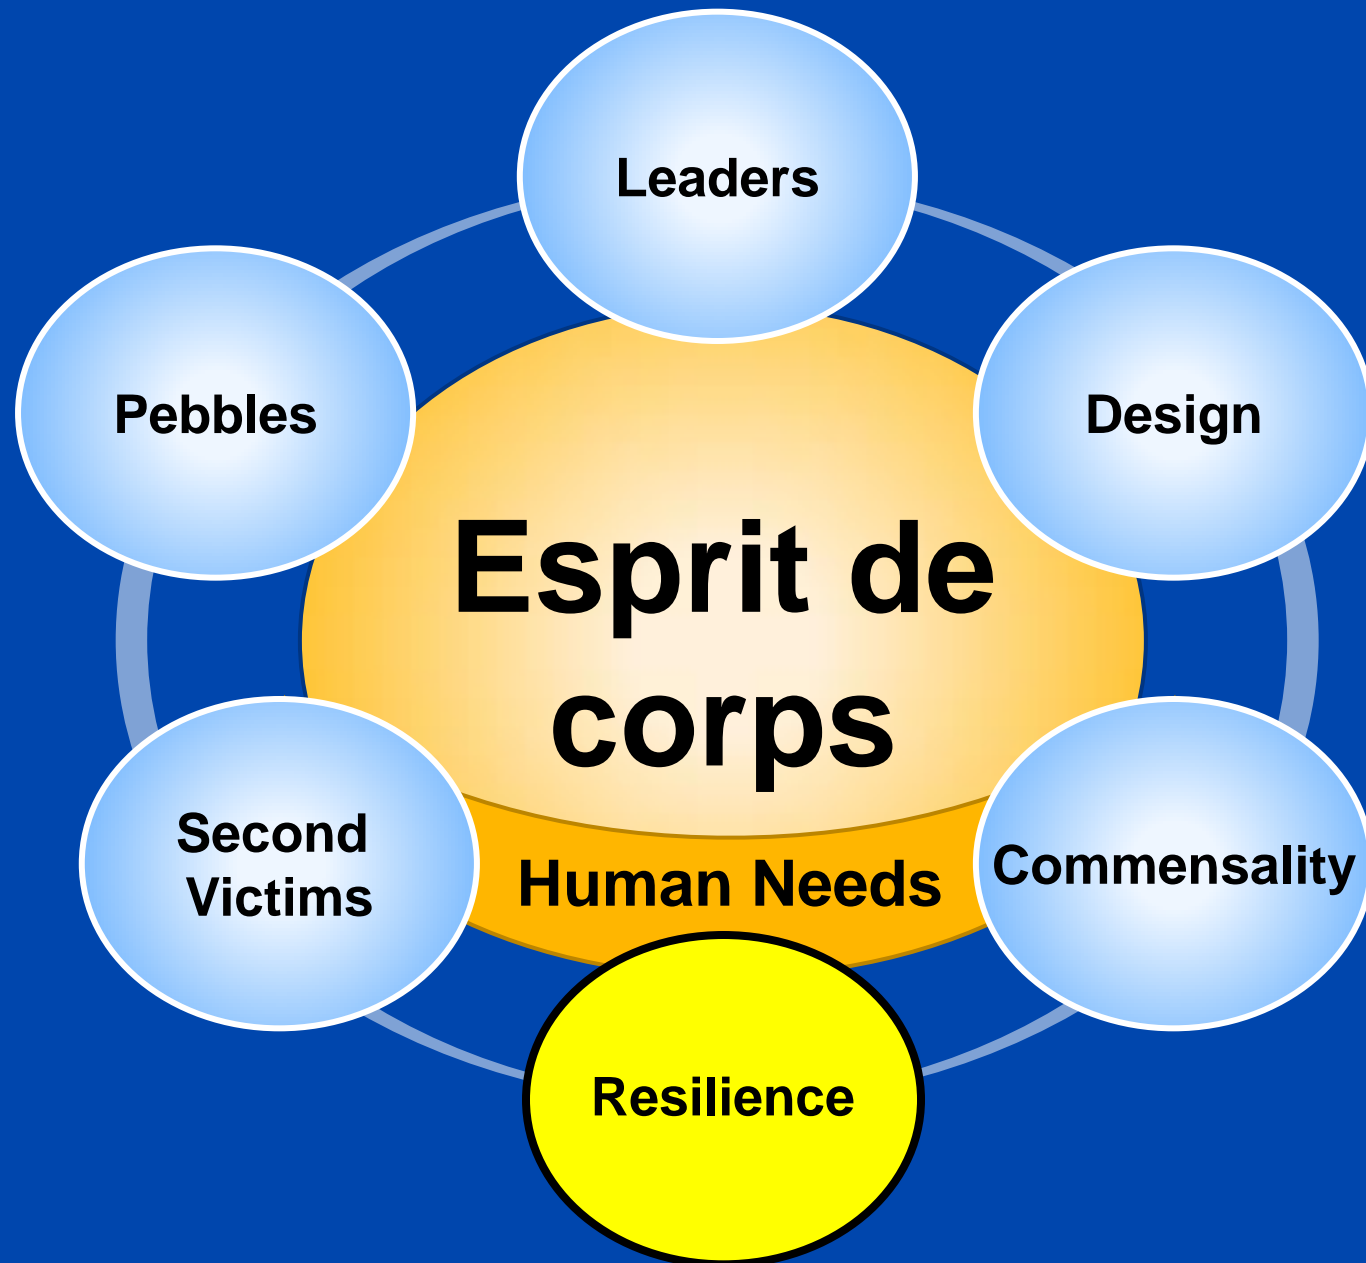 Leaders
Pebbles
Design
Esprit de
corps
Second
Victims
Human Needs
Commensality
Resilience